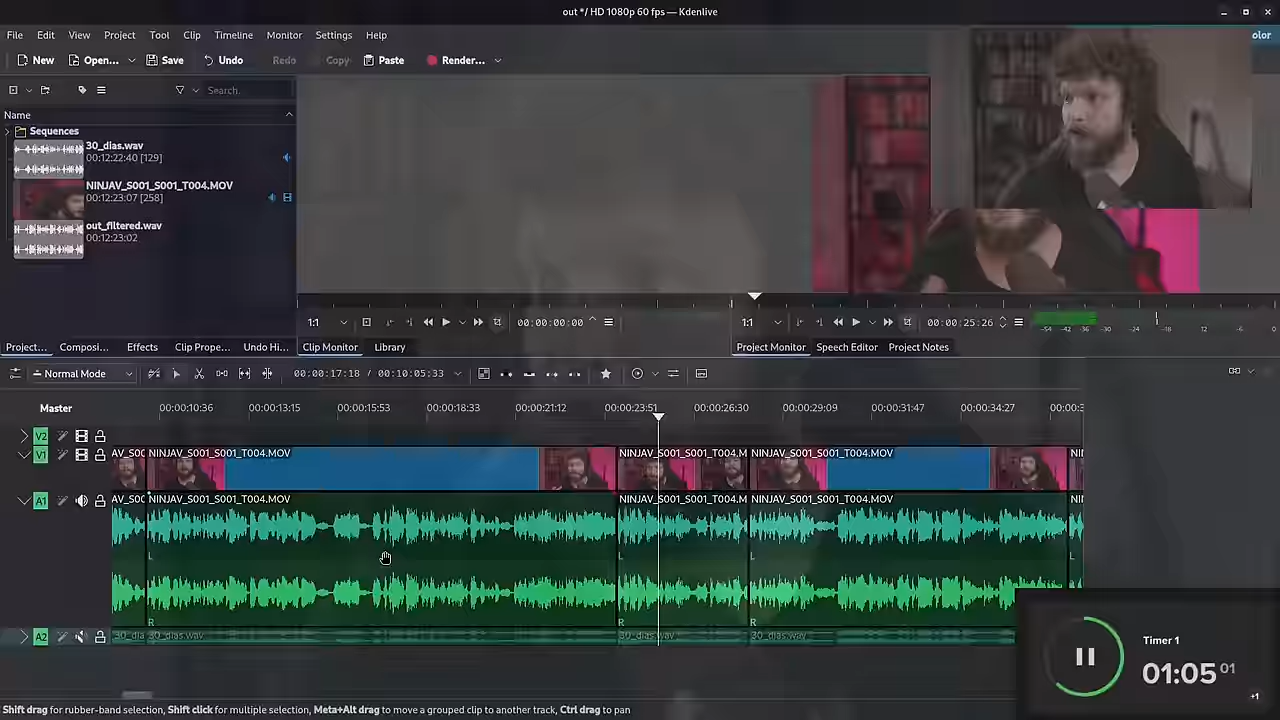 out */ HD 1080p 60 fps — Kdenlive
File Edit View Project Tool Clip Timeline Monitor Settings Help
olor
New Open... Save Undo Redo Copy Paste Render...
Search...
Name
Sequences
30_dias.wav
00:12:22:40 [129]
NINJAV_S001_S001_T004.MOV
00:12:23:07 [258]
out_filtered.wav
00:12:23:02
1:1 00:00:00:00 1:1 00:00:25:26
-54 -42 -36 -30 -24 -18 -12 -6 0
Project... Composi... Effects Clip Prope... Undo Hi... Clip Monitor Library Project Monitor Speech Editor Project Notes
Normal Mode 00:00:17:18 / 00:10:05:33
Master 00:00:10:36 00:00:13:15 00:00:15:53 00:00:18:33 00:00:21:12 00:00:23:51 00:00:26:30 00:00:29:09 00:00:31:47 00:00:34:27 00:00:3
V2
V1 AV_S0 NINJAV_S001_S001_T004.MOV NINJAV_S001_S001_T004.M NINJAV_S001_S001_T004.MOV NI
A1 AV_S0 NINJAV_S001_S001_T004.MOV NINJAV_S001_S001_T004.M NINJAV_S001_S001_T004.MOV NI
L L L L
R R R
A2 30_dia 30_dias.wav 30_dias.wav 30_dias.wav
Timer 1
01:05 01
+1
Shift drag for rubber-band selection, Shift click for multiple selection, Meta+Alt drag to move a grouped clip to another track, Ctrl drag to pan